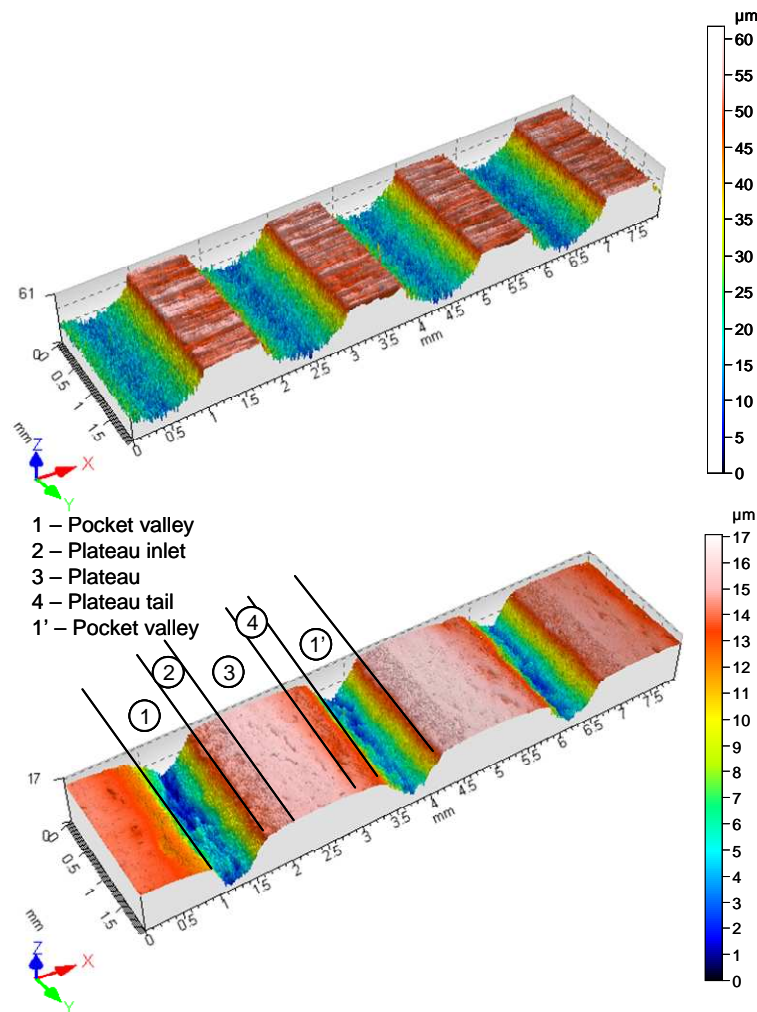 µm
60
55
50
45
40
35
30
25
20
15
10
5
0
61
0 0.5 1 1.5
mm
0 0.5 1 1.5 2 2.5 3 3.5 4 4.5 5 5.5 6 6.5 7 7.5
mm
Z
X
Y
1 – Pocket valley
2 – Plateau inlet
3 – Plateau
4 – Plateau tail
1’ – Pocket valley
µm
17
16
15
14
13
12
11
10
9
8
7
6
5
4
3
2
1
0
1
2
3
4
1’
17
0 0.5 1 1.5
mm
0 0.5 1 1.5 2 2.5 3 3.5 4 4.5 5 5.5 6 6.5 7 7.5
mm
Z
X
Y